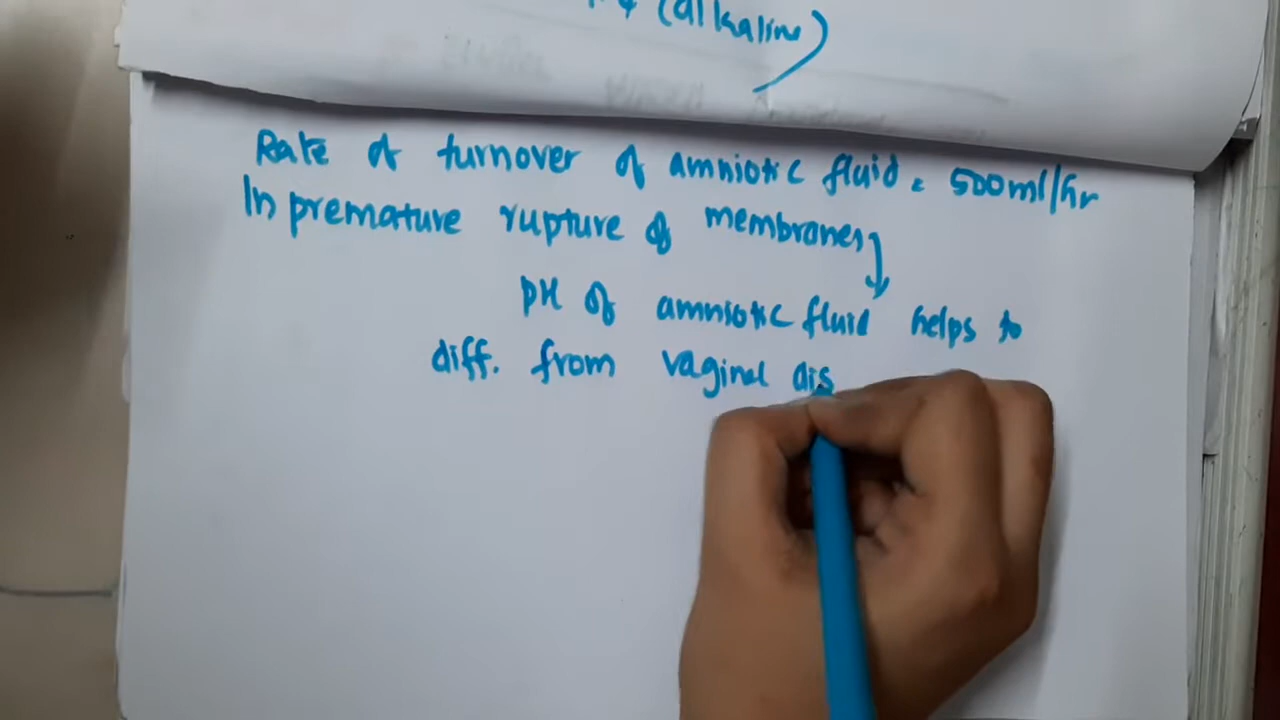 (alkaline)
Rate of turnover of amniotic fluid = 500ml/hr
In premature rupture of membranes
pH of amniotic fluid helps to
diff. from vaginal dis